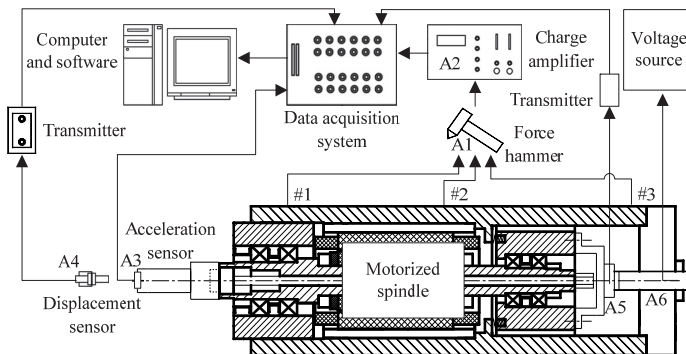 Computer
and software
Data acquisition
system
A2
Charge
amplifier
Voltage
source
Transmitter
Transmitter
A1
Force
hammer
#1
#2
#3
Acceleration
sensor
A4
A3
Displacement
sensor
Motorized
spindle
A5
A6